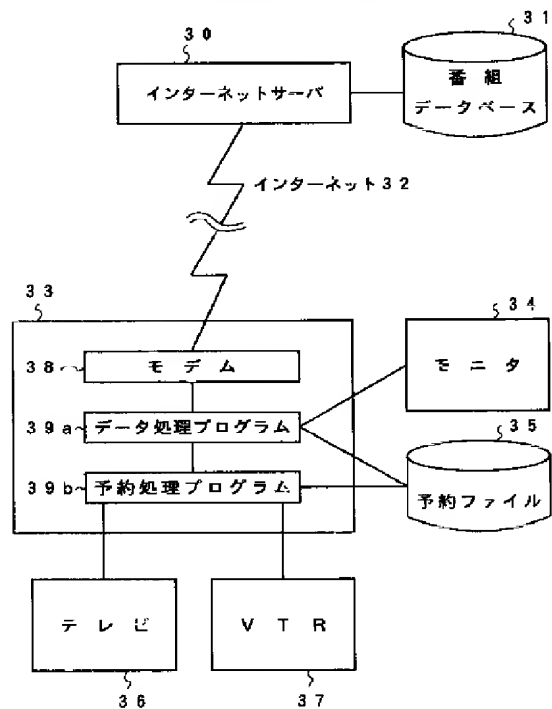 30
31
インターネットサーバ
番組
データベース
インターネット32
33
34
38
モデム
モニタ
39a
データ処理プログラム
35
39b
予約処理プログラム
予約ファイル
テレビ
VTR
36
37